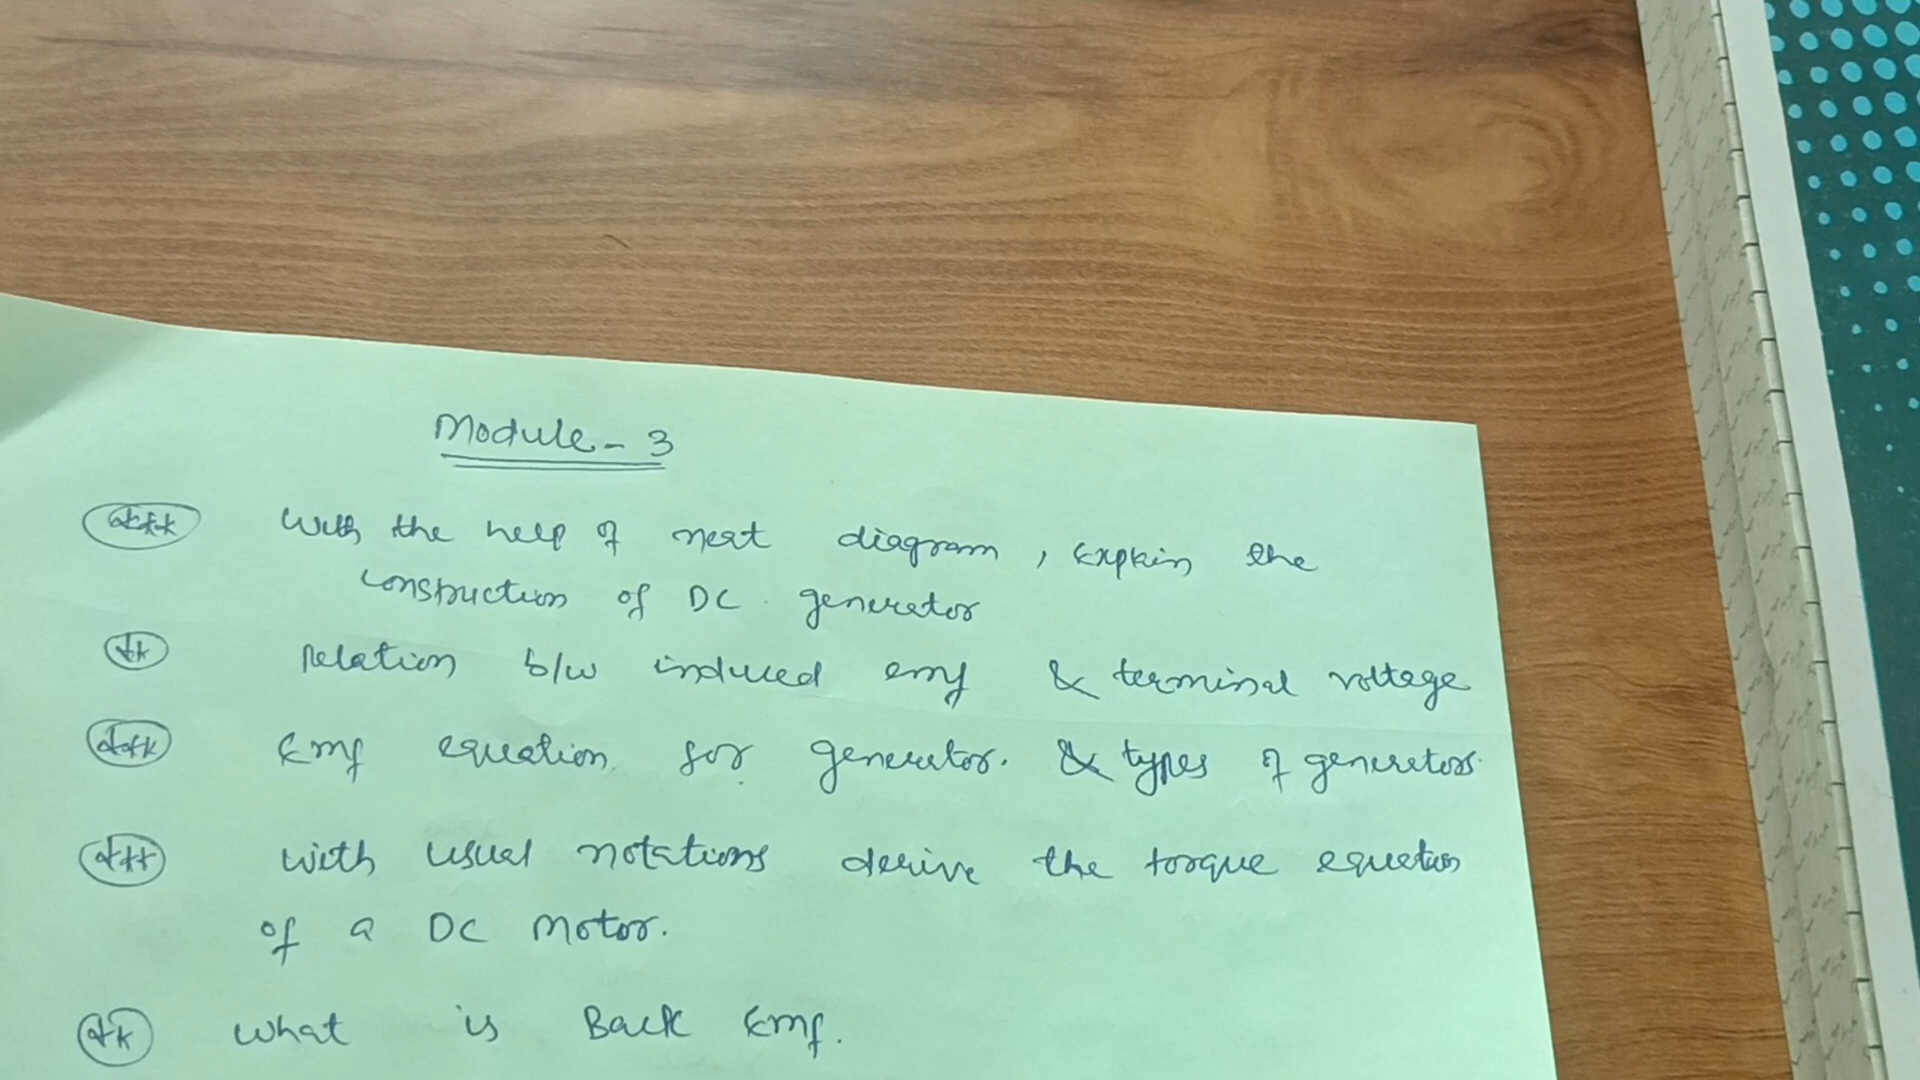 Module - 3
*** With the help of neat diagram, Explain the
construction of DC generator
** Relation b/w induced emf & terminal voltage
*** Emf equation for generator. & types of generators.
*** with usual notations derive the torque equation
of a DC motor.
** what is Back Emf.